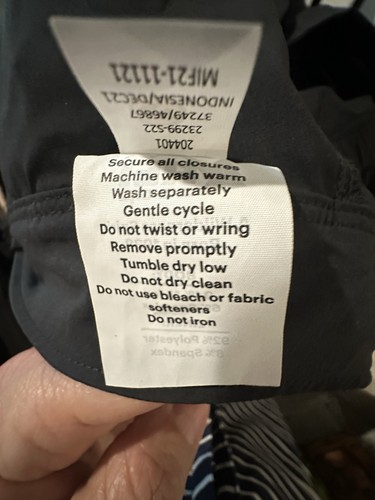 204401
23299-522
37249/46867
INDONESIA/DEC21
MIF21-11121
Secure all closures
Machine wash warm
Wash separately
Gentle cycle
Do not twist or wring
Remove promptly
Tumble dry low
Do not dry clean
Do not use bleach or fabric
softeners
Do not iron
92% Polyester
8% Spandex